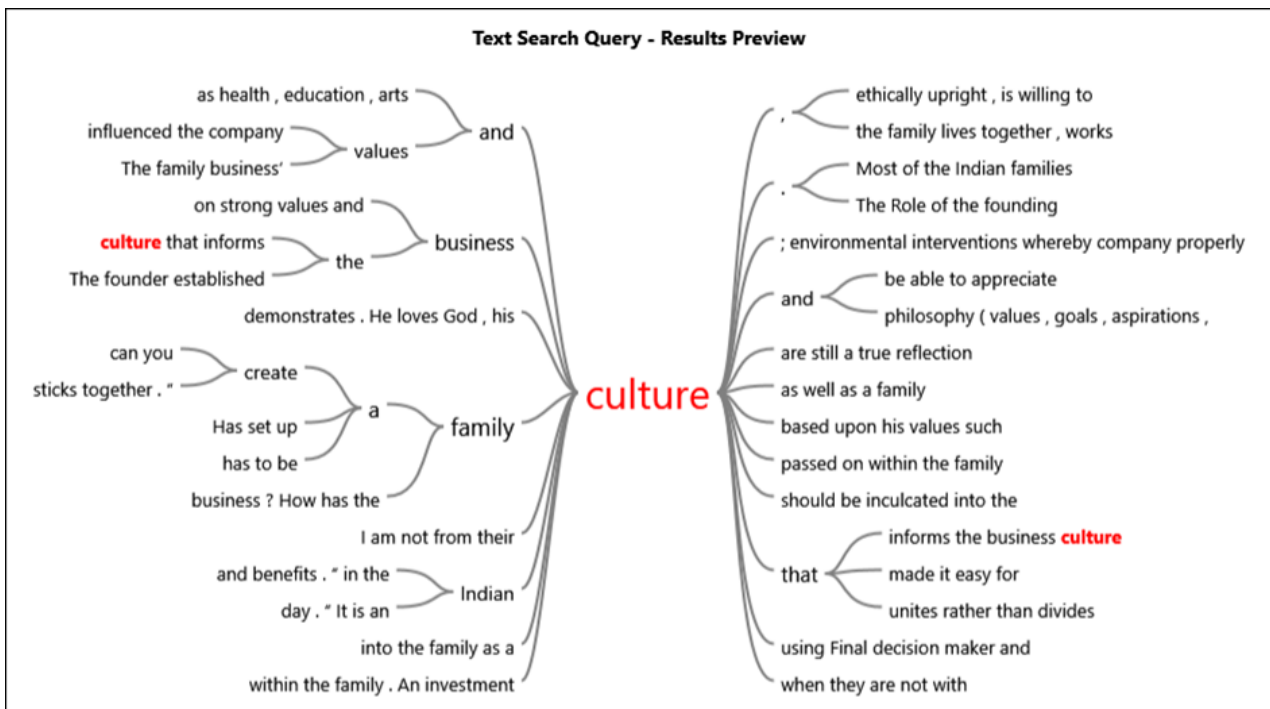 Text Search Query - Results Preview
as health , education , arts
influenced the company
values
and
The family business'
on strong values and
culture that informs
the
business
The founder established
demonstrates . He loves God , his
can you
create
sticks together . "
a
Has set up
family
has to be
business ? How has the
I am not from their
and benefits . " in the
Indian
day . " It is an
into the family as a
within the family . An investment
culture
,
ethically upright , is willing to
the family lives together , works
.
Most of the Indian families
The Role of the founding
; environmental interventions whereby company properly
and
be able to appreciate
philosophy ( values , goals , aspirations ,
are still a true reflection
as well as a family
based upon his values such
passed on within the family
should be inculcated into the
that
informs the business culture
made it easy for
unites rather than divides
using Final decision maker and
when they are not with